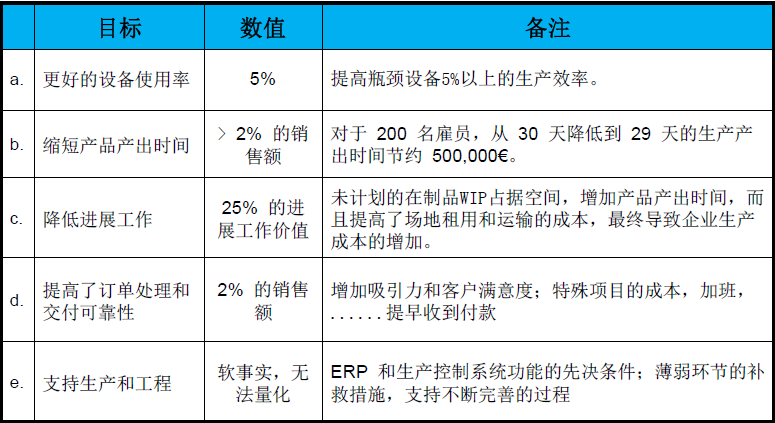 目标 数值 备注
a. 更好的设备使用率 5% 提高瓶颈设备5%以上的生产效率。
b. 缩短产品产出时间
> 2% 的销
售额
对于 200 名雇员，从 30 天降低到 29 天的生产产
出时间节约 500,000€。
c. 降低进展工作
25% 的进
展工作价值
未计划的在制品WIP占据空间，增加产品产出时间，而
且提高了场地租用和运输的成本，最终导致企业生产
成本的增加。
d.
提高了订单处理和
交付可靠性
2% 的销售
额
增加吸引力和客户满意度；特殊项目的成本，加班，
......提早收到付款
e. 支持生产和工程
软事实，无
法量化
ERP 和生产控制系统功能的先决条件；薄弱环节的补
救措施，支持不断完善的过程